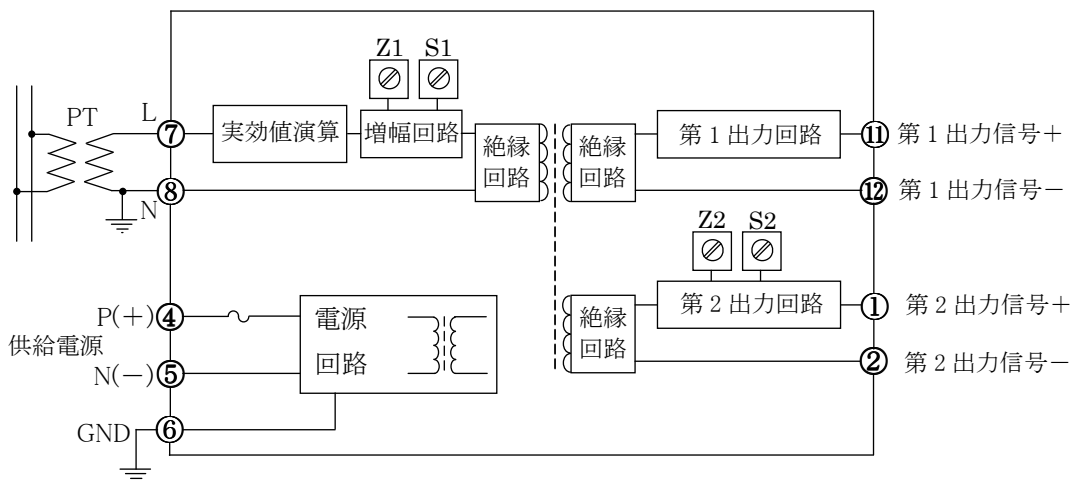 Z1
S1
PT
L
⑦
実効値演算
増幅回路
絶縁
回路
絶縁
回路
第1出力回路
⑪
第1出力信号＋
⑧
N
⑫
第1出力信号－
Z2
S2
P(＋)
④
電源
回路
絶縁
回路
第2出力回路
①
第2出力信号＋
供給電源
N(－)
⑤
②
第2出力信号－
GND
⑥